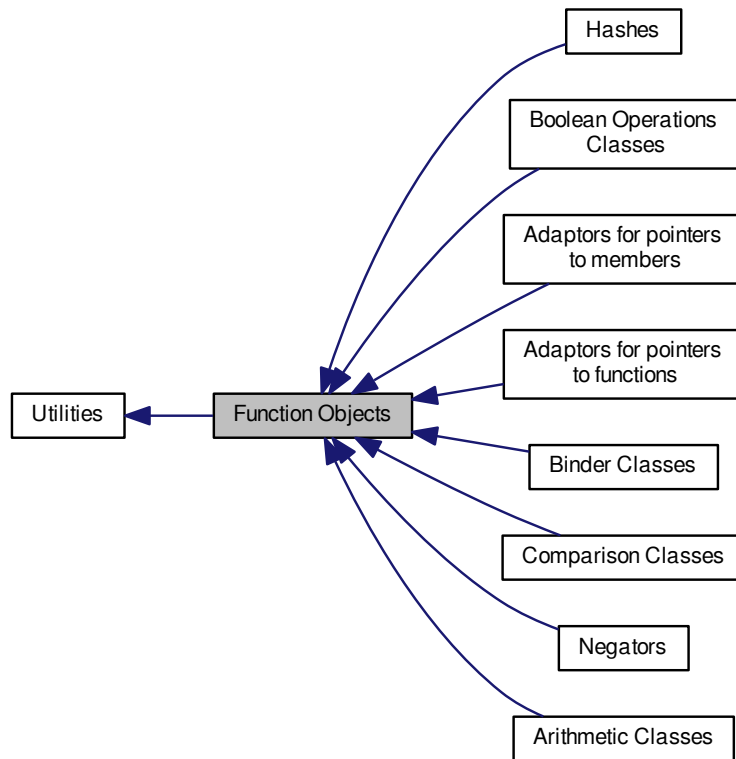 Hashes
Boolean Operations
Classes
Adaptors for pointers
to members
Adaptors for pointers
to functions
Utilities
Function Objects
Binder Classes
Comparison Classes
Negators
Arithmetic Classes